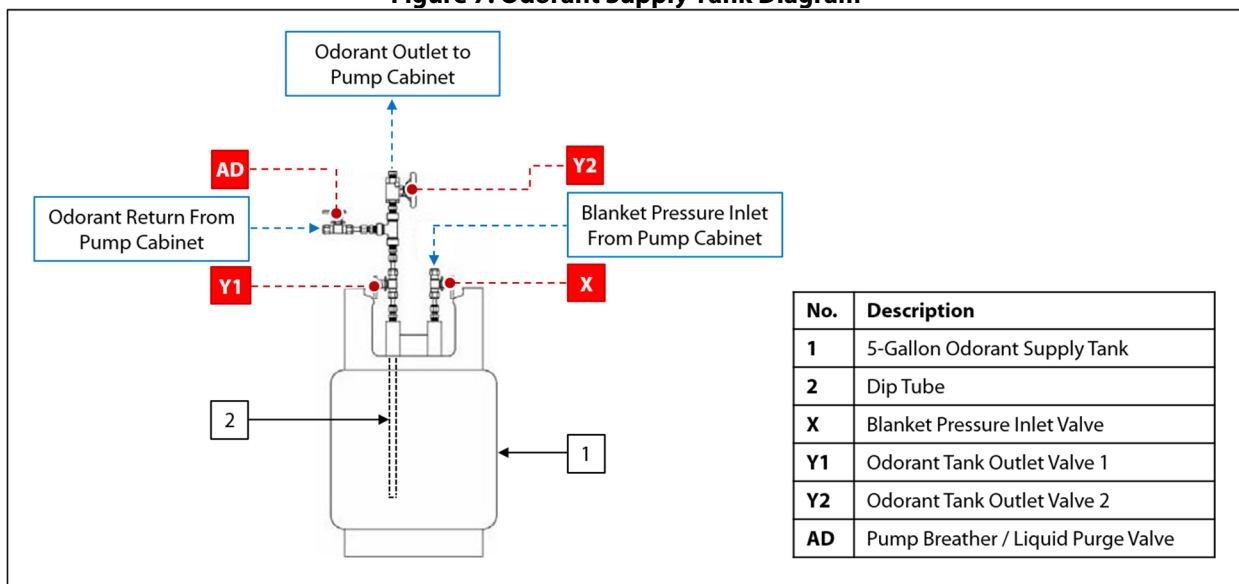 Figure 7. Odorant Supply Tank Diagram
Odorant Outlet to
Pump Cabinet
AD
Y2
Odorant Return From
Pump Cabinet
Blanket Pressure Inlet
From Pump Cabinet
Y1
X
2
1
No. Description
1 5-Gallon Odorant Supply Tank
2 Dip Tube
X Blanket Pressure Inlet Valve
Y1 Odorant Tank Outlet Valve 1
Y2 Odorant Tank Outlet Valve 2
AD Pump Breather / Liquid Purge Valve